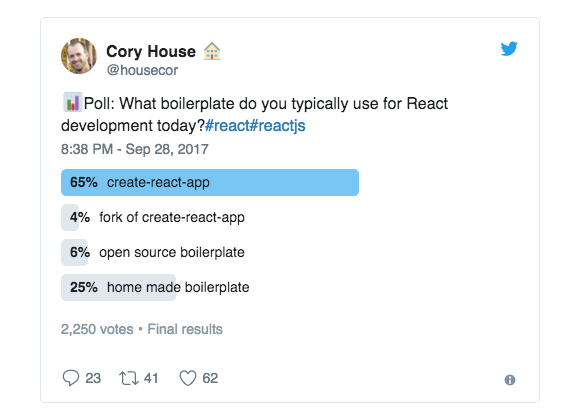 Cory House 🏠
@housecor
📊Poll: What boilerplate do you typically use for React
development today?#react#reactjs
8:38 PM - Sep 28, 2017
65% create-react-app
4% fork of create-react-app
6% open source boilerplate
25% home made boilerplate
2,250 votes • Final results
23 41 62